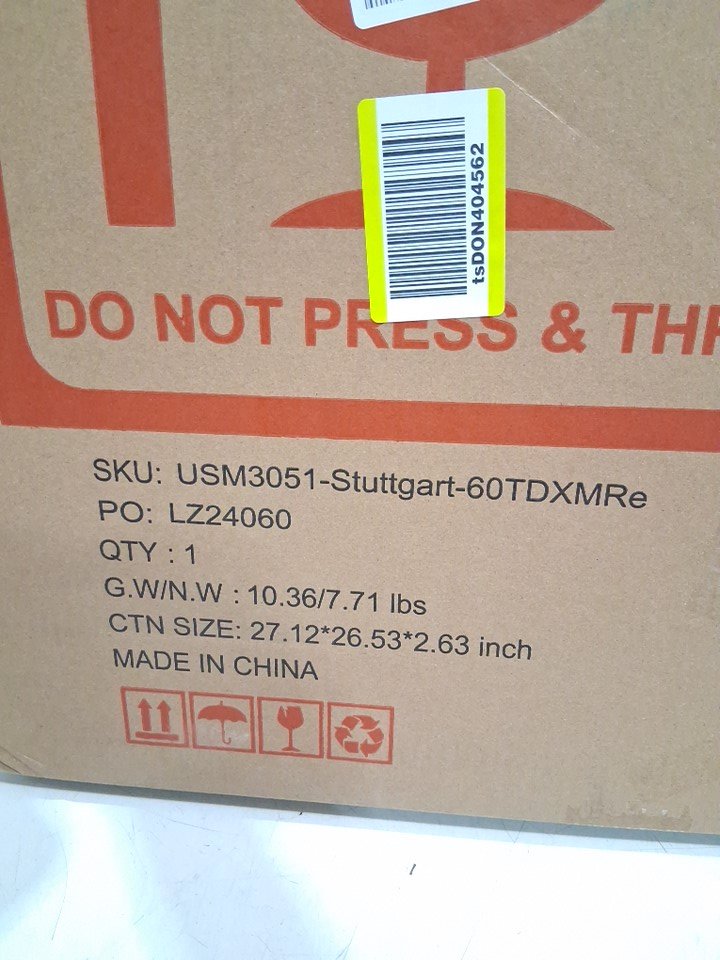 tsDON404562
DO NOT PRESS & THR
SKU: USM3051-Stuttgart-60TDXMRe
PO: LZ24060
QTY : 1
G.W/N.W : 10.36/7.71 lbs
CTN SIZE: 27.12*26.53*2.63 inch
MADE IN CHINA